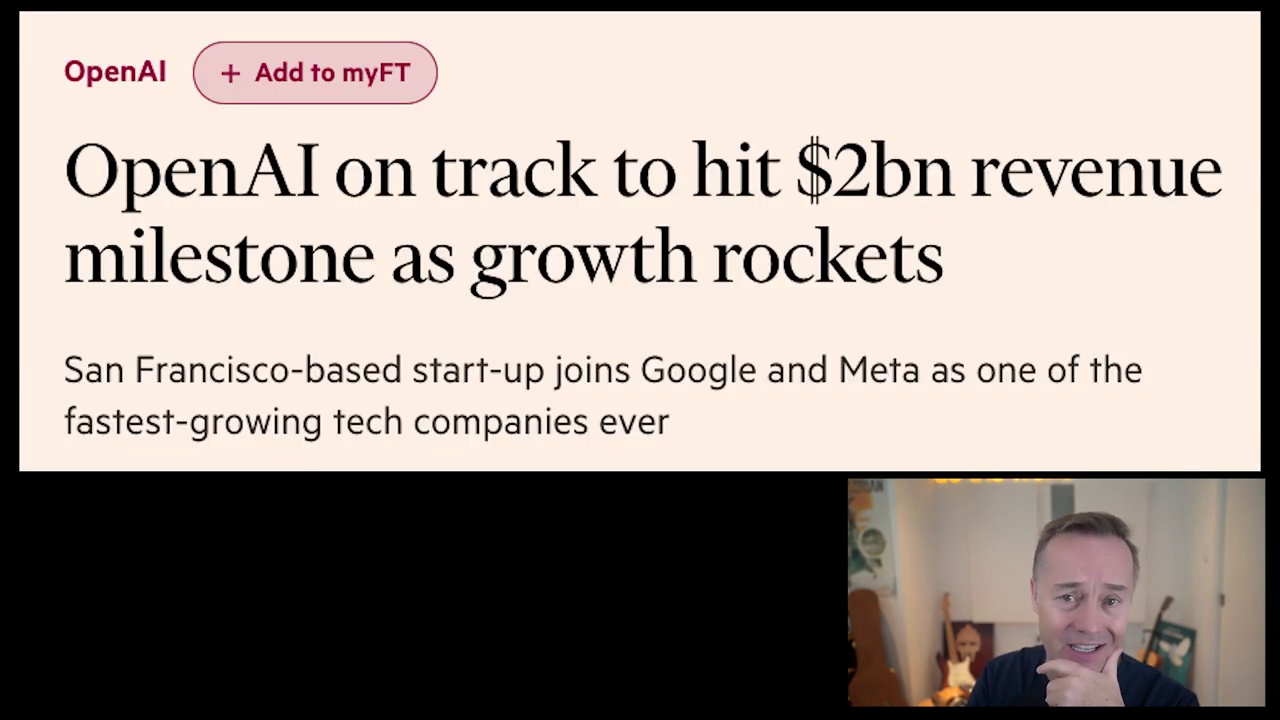 OpenAI
+ Add to myFT
OpenAI on track to hit $2bn revenue
milestone as growth rockets
San Francisco-based start-up joins Google and Meta as one of the
fastest-growing tech companies ever